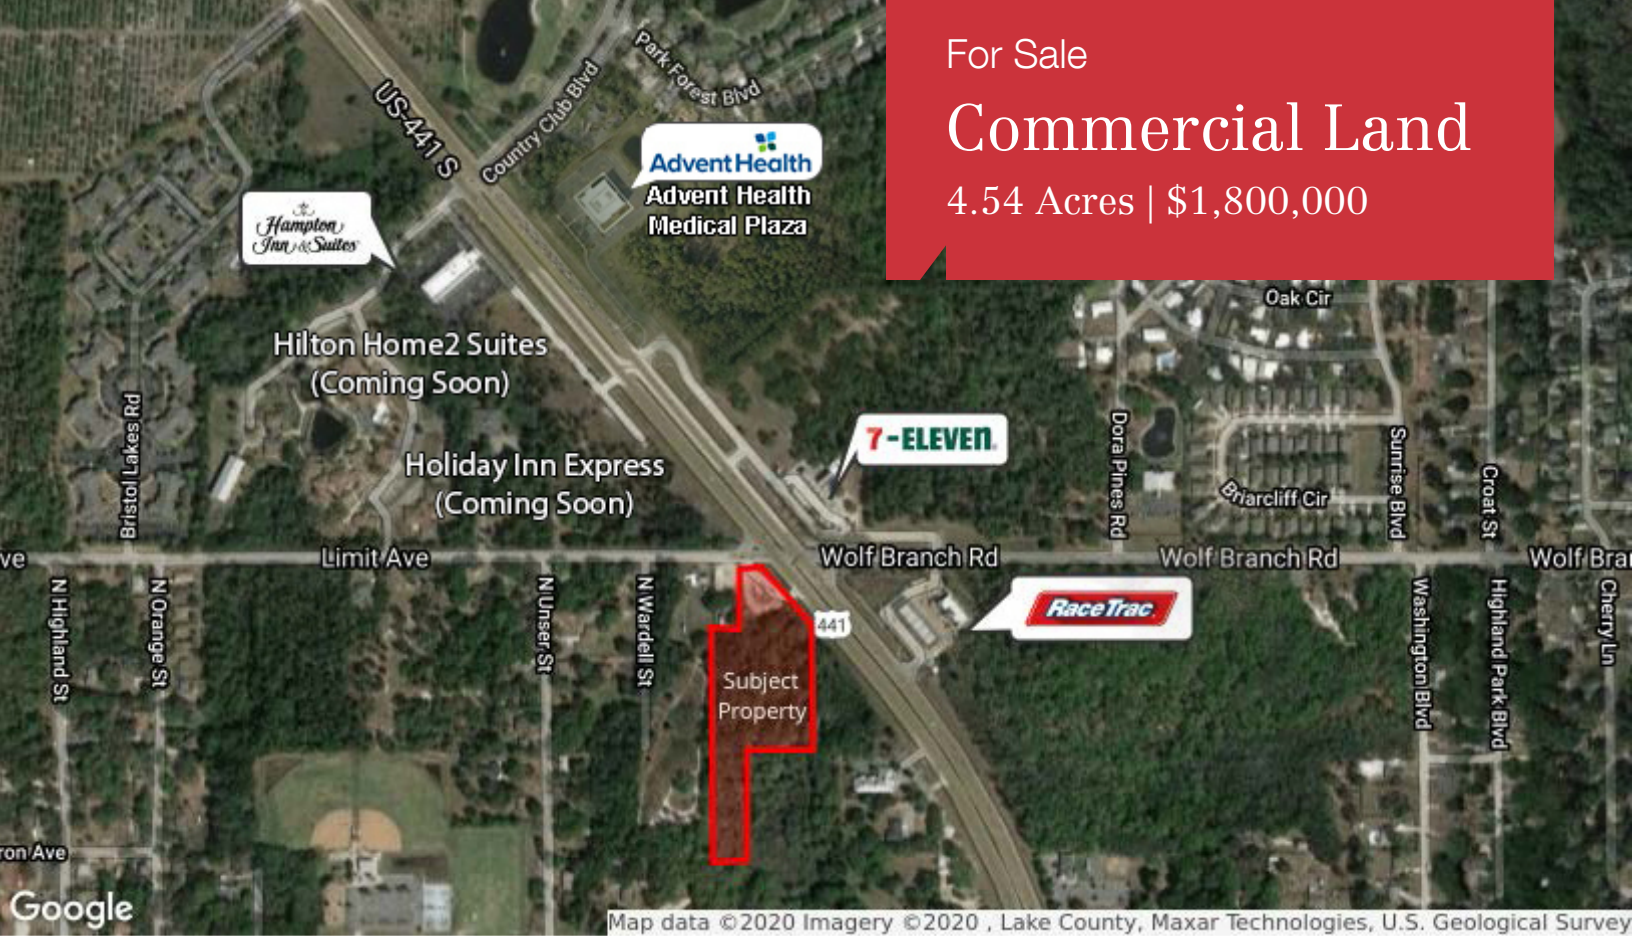 For Sale
Commercial Land
4.54 Acres | $1,800,000
Park Forest Blvd
US-441 S
Country Club Blvd
AdventHealth
Advent Health
Medical Plaza
Hampton
Inn & Suites
Oak Cir
Hilton Home2 Suites
(Coming Soon)
Bristol Lakes Rd
7-ELEVEN.
Dora Pines Rd
Sunrise Blvd
Croat St
Holiday Inn Express
(Coming Soon)
Briarcliff Cir
ve
Limit Ave
Wolf Branch Rd
Wolf Branch Rd
Wolf Bra
N Highland St
N Orange St
N Unser St
N Wardell St
441
RaceTrac
Washington Blvd
Highland Park Blvd
Cherry Ln
Subject
Property
ron Ave
Google
Map data ©2020 Imagery ©2020 , Lake County, Maxar Technologies, U.S. Geological Survey